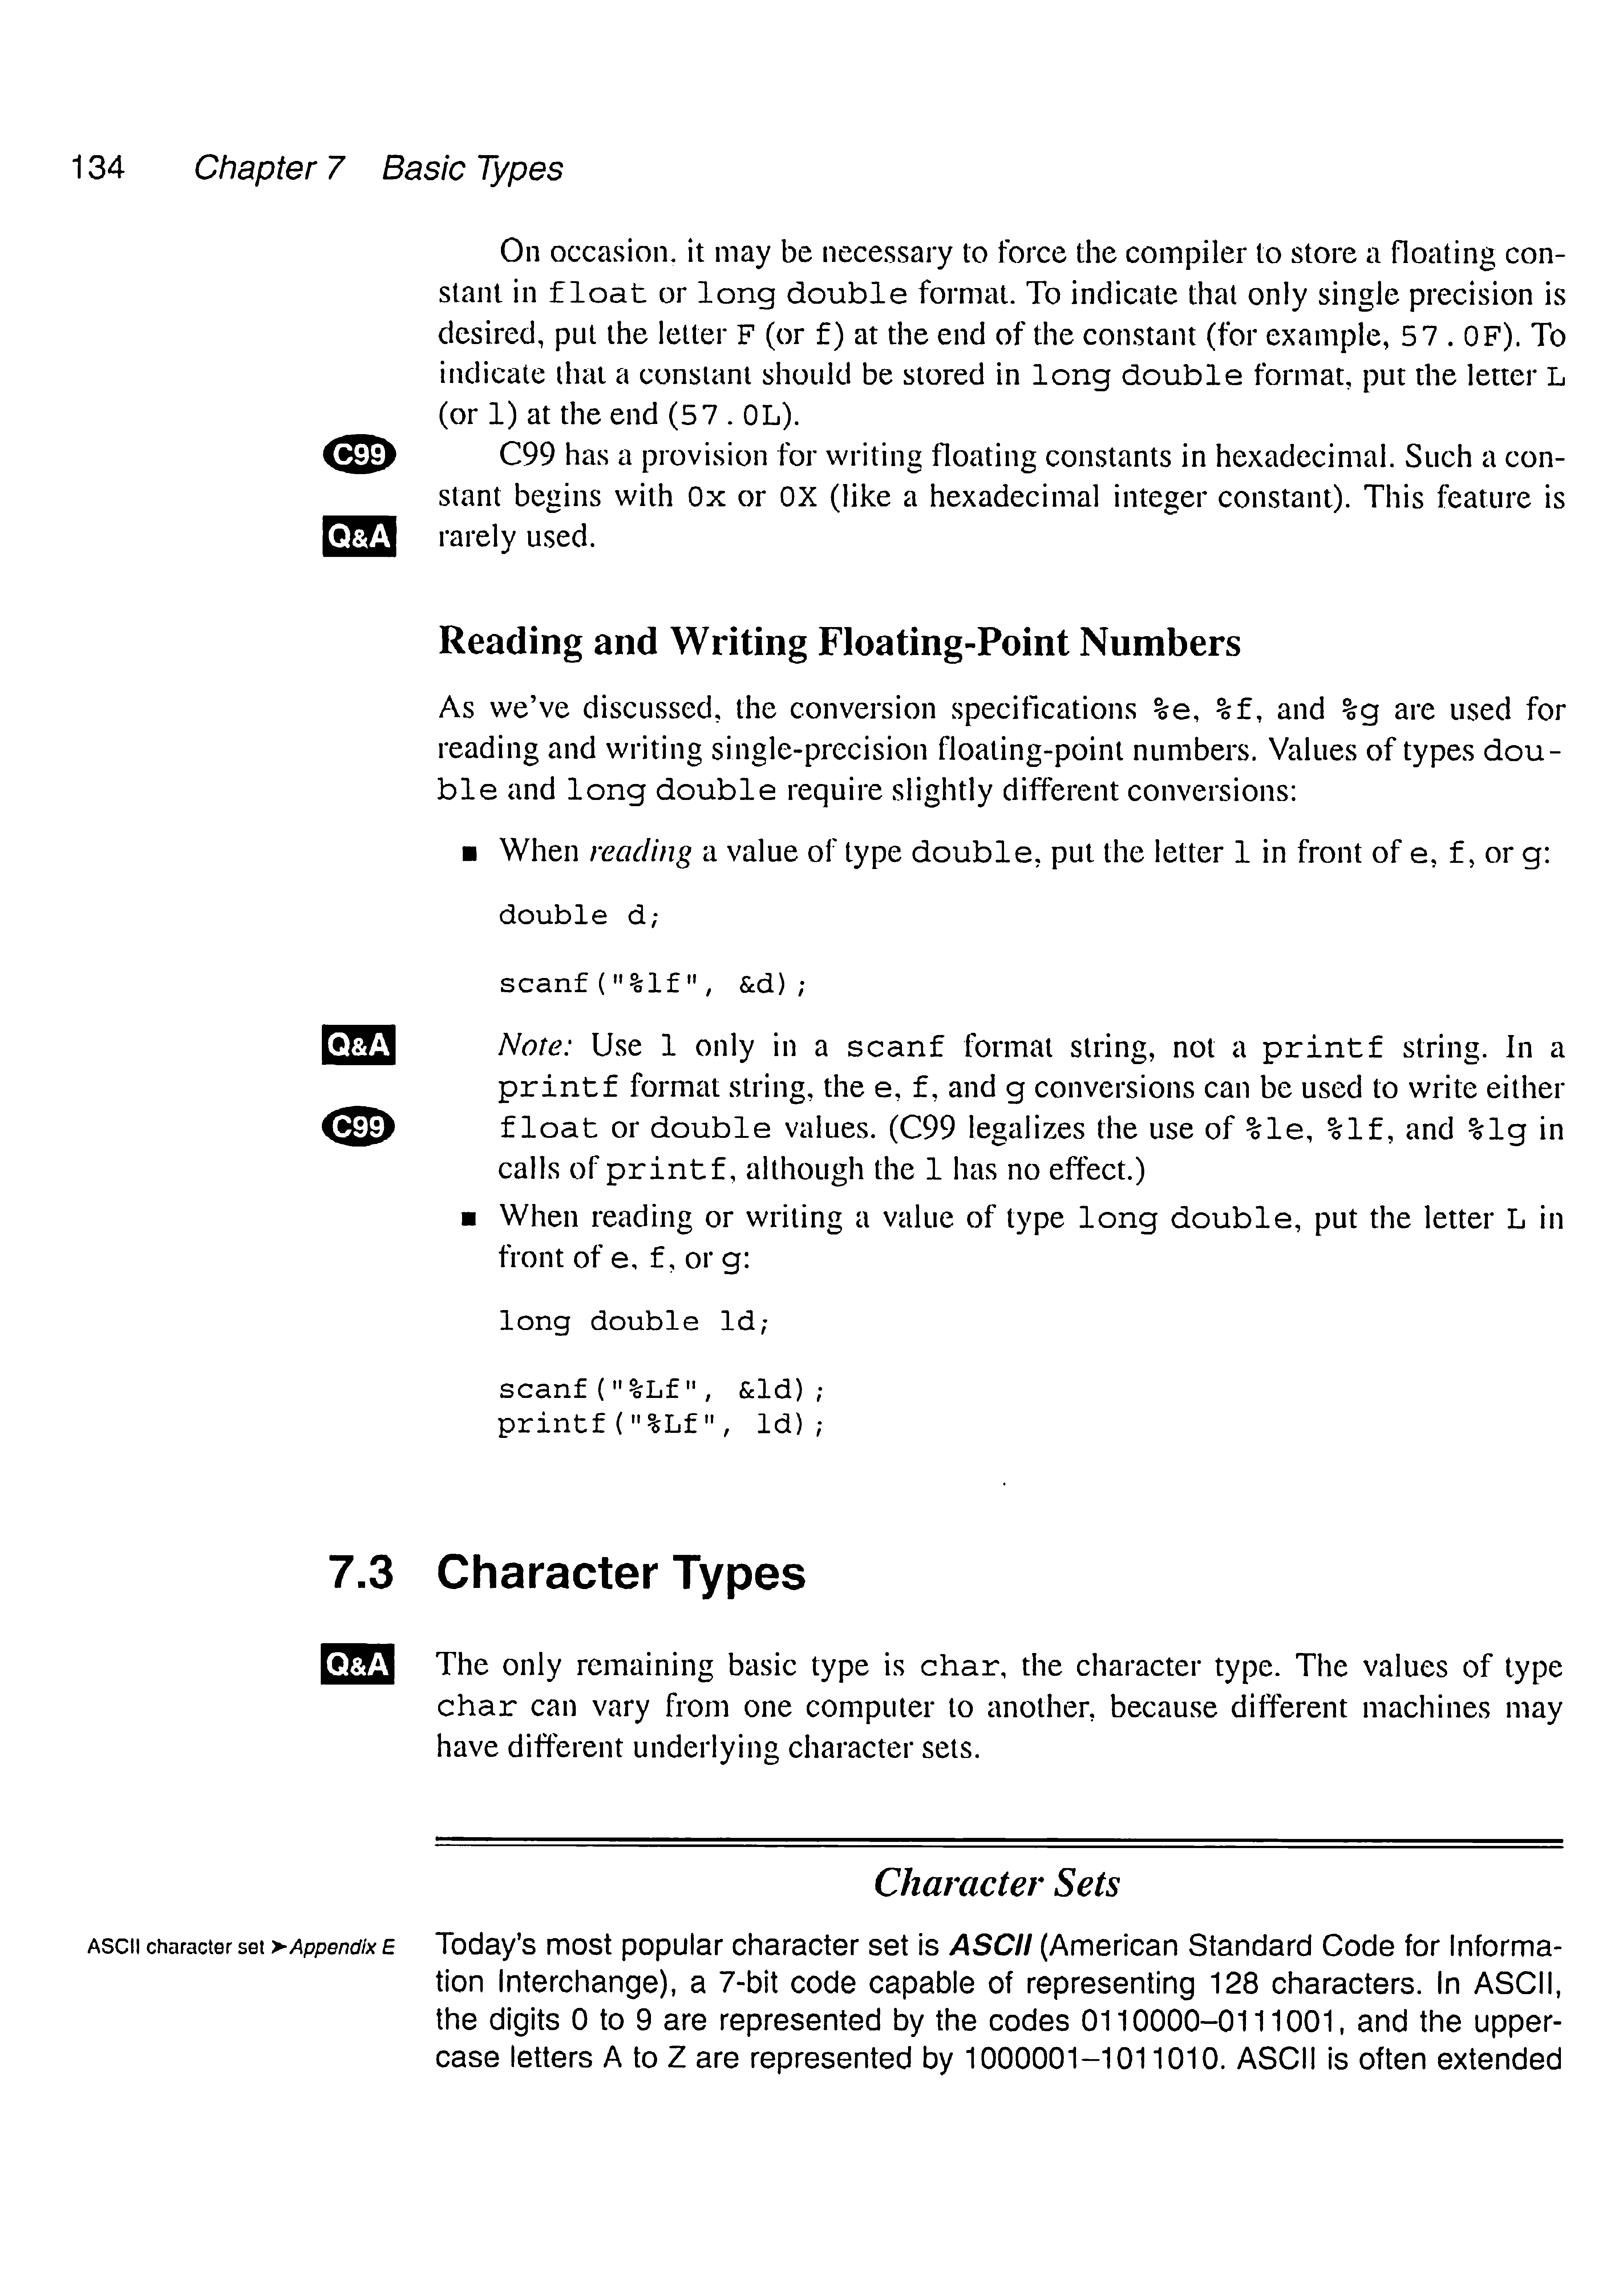 134 Chapter 7 Basic Types
On occasion, it may be necessary to force the compiler to store a floating con-
stant in float or long double format. To indicate that only single precision is
desired, put the letter F (or f) at the end of the constant (for example, 57.0F). To
indicate that a constant should be stored in long double format, put the letter L
(or l) at the end (57.0L).
C99 C99 has a provision for writing floating constants in hexadecimal. Such a con-
stant begins with 0x or 0X (like a hexadecimal integer constant). This feature is
Q&A rarely used.
Reading and Writing Floating-Point Numbers
As we've discussed, the conversion specifications %e, %f, and %g are used for
reading and writing single-precision floating-point numbers. Values of types dou-
ble and long double require slightly different conversions:
■ When reading a value of type double, put the letter l in front of e, f, or g:
double d;
scanf("%lf", &d);
Q&A Note: Use l only in a scanf format string, not a printf string. In a
printf format string, the e, f, and g conversions can be used to write either
C99 float or double values. (C99 legalizes the use of %le, %lf, and %lg in
calls of printf, although the l has no effect.)
■ When reading or writing a value of type long double, put the letter L in
front of e, f, or g:
long double ld;
scanf("%Lf", &ld);
printf("%Lf", ld);
7.3 Character Types
Q&A The only remaining basic type is char, the character type. The values of type
char can vary from one computer to another, because different machines may
have different underlying character sets.
Character Sets
ASCII character set ➤ Appendix E Today's most popular character set is ASCII (American Standard Code for Informa-
tion Interchange), a 7-bit code capable of representing 128 characters. In ASCII,
the digits 0 to 9 are represented by the codes 0110000–0111001, and the upper-
case letters A to Z are represented by 1000001–1011010. ASCII is often extended